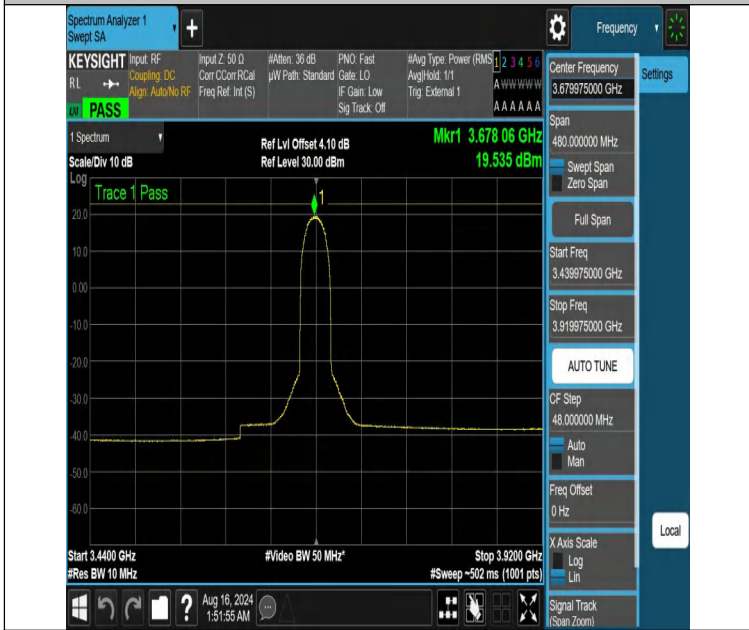 Spectrum Analyzer 1
Swept SA
+
Frequency
KEYSIGHT
RL
PASS
Input: RF
Coupling: DC
Align: Auto/No RF
Input Z: 50 Ω
Corr CCorr RCal
Freq Ref: Int (S)
#Atten: 36 dB
µW Path: Standard
PNO: Fast
Gate: LO
IF Gain: Low
Sig Track: Off
#Avg Type: Power (RMS
Avg|Hold: 1/1
Trig: External 1
1 2 3 4 5 6
A W W W W W
A A A A A A
1 Spectrum
Scale/Div 10 dB
Ref Lvl Offset 4.10 dB
Ref Level 30.00 dBm
Mkr1 3.678 06 GHz
19.535 dBm
Log
Trace 1 Pass
1
20.0
10.0
0.00
-10.0
-20.0
-30.0
-40.0
-50.0
-60.0
Start 3.4400 GHz
#Res BW 10 MHz
#Video BW 50 MHz*
Stop 3.9200 GHz
#Sweep ~502 ms (1001 pts)
?
Aug 16, 2024
1:51:55 AM
Center Frequency
3.679975000 GHz
Span
480.000000 MHz
Swept Span
Zero Span
Full Span
Start Freq
3.439975000 GHz
Stop Freq
3.919975000 GHz
AUTO TUNE
CF Step
48.000000 MHz
Auto
Man
Freq Offset
0 Hz
X Axis Scale
Log
Lin
Signal Track
(Span Zoom)
Settings
Local